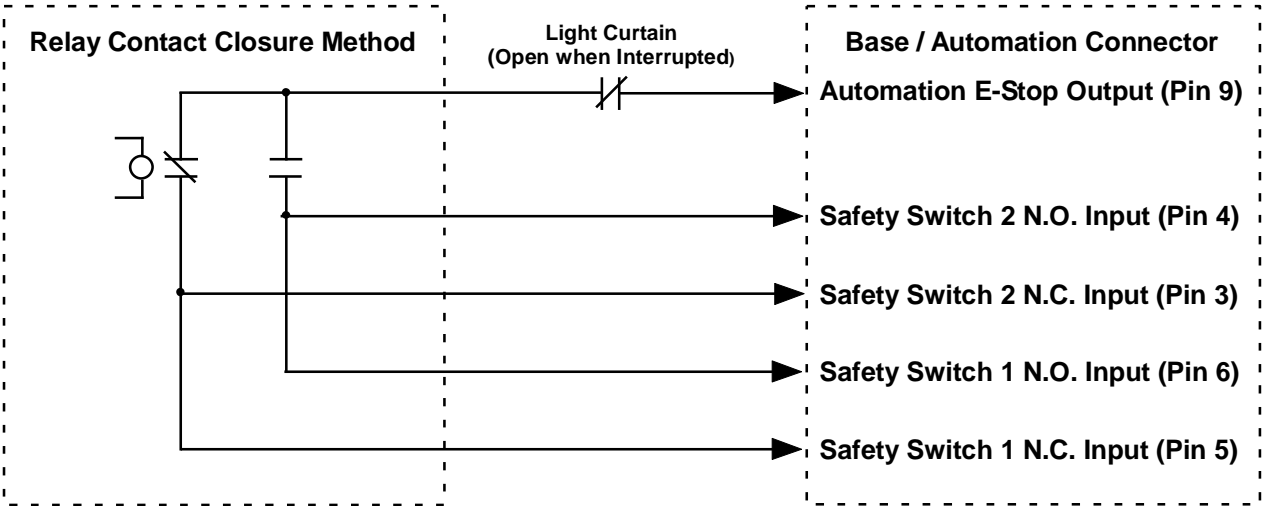 Relay Contact Closure Method
Light Curtain
(Open when Interrupted)
Base / Automation Connector
Automation E-Stop Output (Pin 9)
Safety Switch 2 N.O. Input (Pin 4)
Safety Switch 2 N.C. Input (Pin 3)
Safety Switch 1 N.O. Input (Pin 6)
Safety Switch 1 N.C. Input (Pin 5)